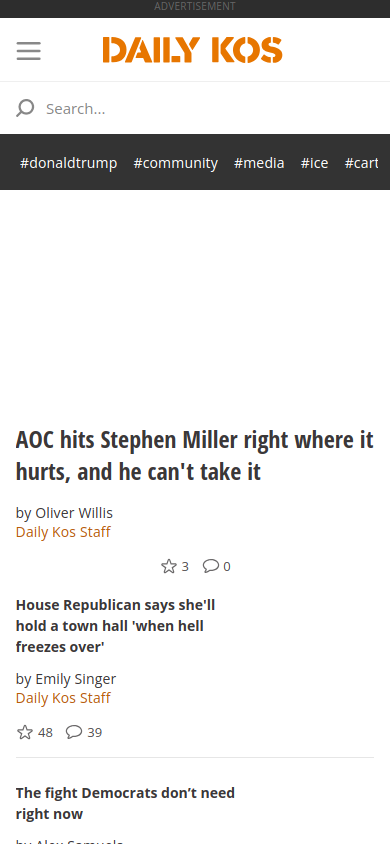 ADVERTISEMENT
DAILY KOS
Search...
#donaldtrump #community #media #ice #cart
AOC hits Stephen Miller right where it
hurts, and he can't take it
by Oliver Willis
Daily Kos Staff
3 0
House Republican says she'll
hold a town hall 'when hell
freezes over'
by Emily Singer
Daily Kos Staff
48 39
The fight Democrats don’t need
right now
by Alex Samuels